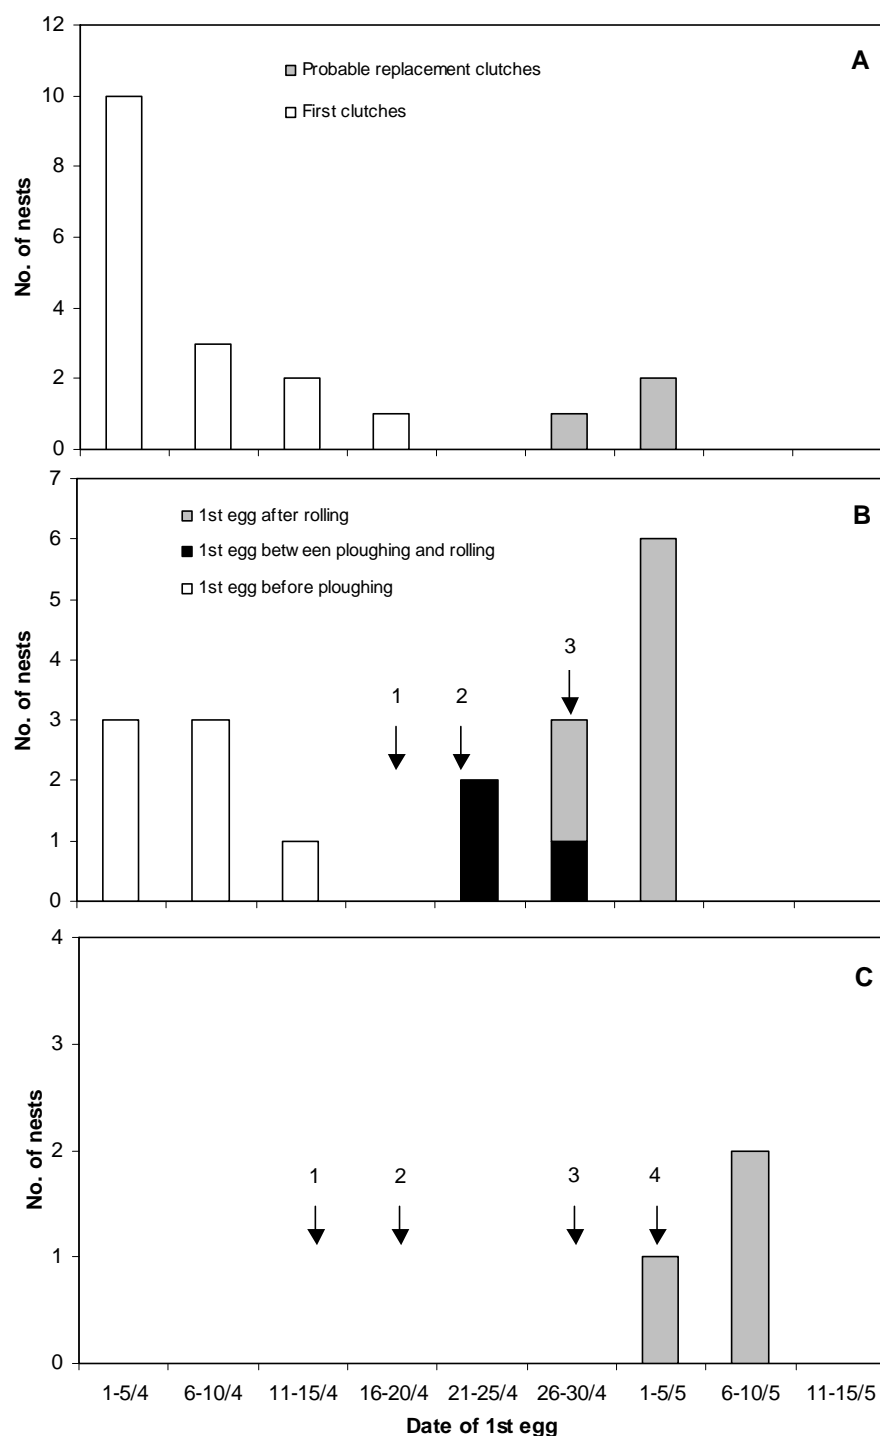 12
A
Probable replacement clutches
10
First clutches
8
6
4
2
0
No. of nests
7
B
1st egg after rolling
6
1st egg between ploughing and rolling
1st egg before ploughing
5
4
3
1
2
3
2
1
0
No. of nests
4
C
3
2
1
2
3
4
1
0
No. of nests
1-5/4 6-10/4 11-15/4 16-20/4 21-25/4 26-30/4 1-5/5 6-10/5 11-15/5
Date of 1st egg